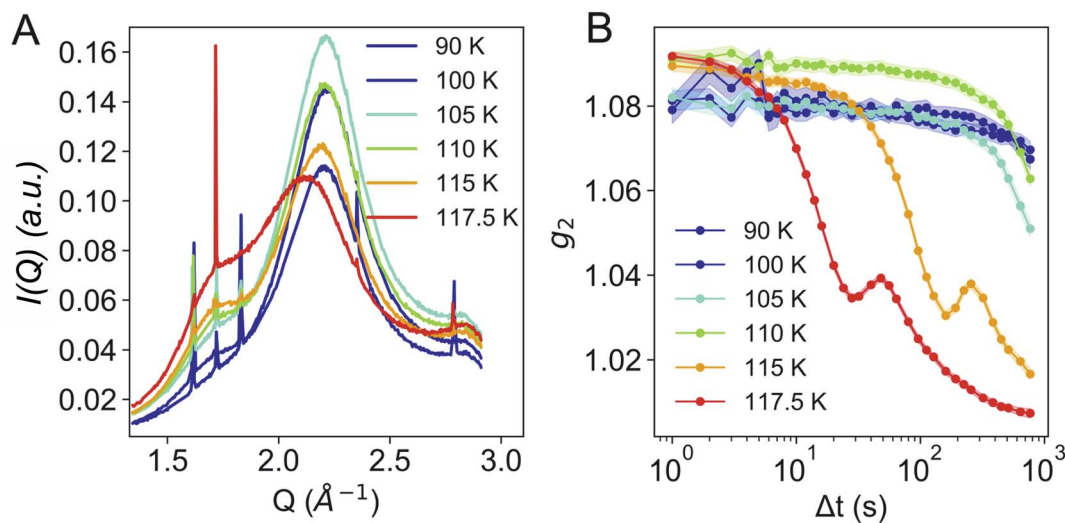 A
I(Q) (a.u.)
0.16
0.14
0.12
0.10
0.08
0.06
0.04
0.02
90 K
100 K
105 K
110 K
115 K
117.5 K
1.5 2.0 2.5 3.0
Q (Å⁻¹)
B
g₂
1.08
1.06
1.04
1.02
90 K
100 K
105 K
110 K
115 K
117.5 K
10⁰ 10¹ 10² 10³
Δt (s)